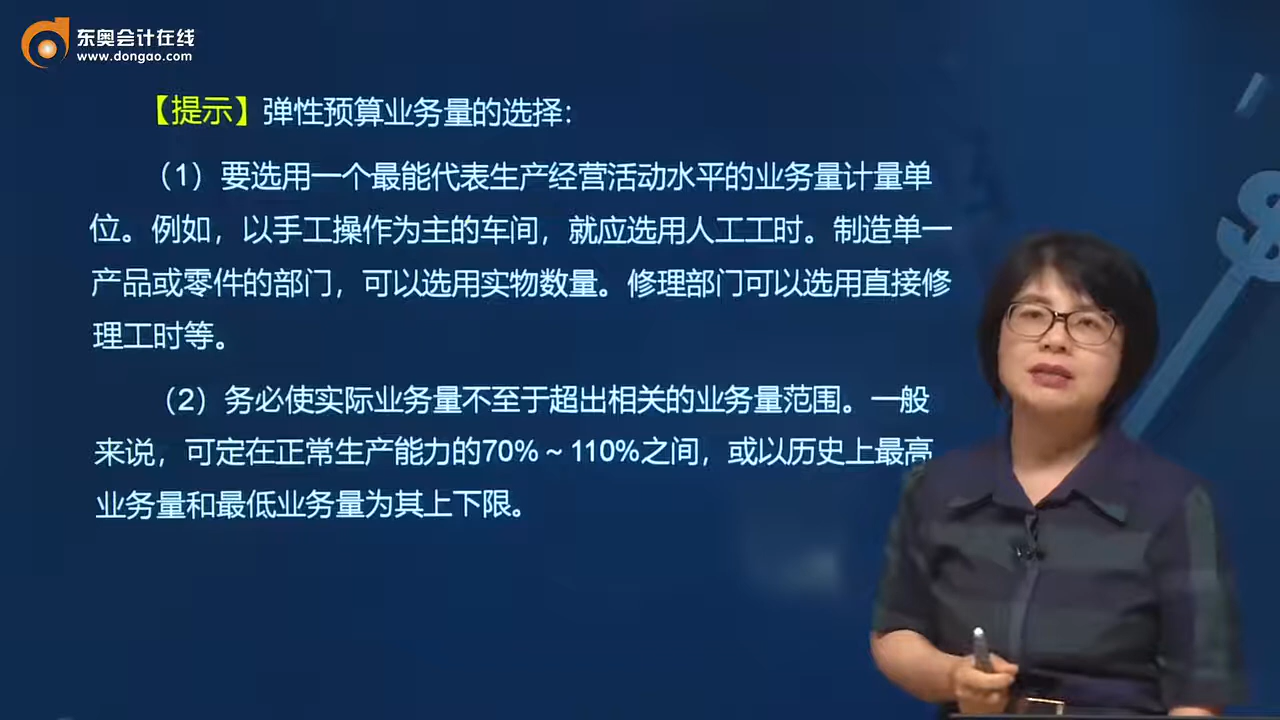 东奥会计在线
www.dongao.com
【提示】弹性预算业务量的选择：
（1）要选用一个最能代表生产经营活动水平的业务量计量单
位。例如，以手工操作为主的车间，就应选用人工工时。制造单一
产品或零件的部门，可以选用实物数量。修理部门可以选用直接修
理工时等。
（2）务必使实际业务量不至于超出相关的业务量范围。一般
来说，可定在正常生产能力的70%～110%之间，或以历史上最高
业务量和最低业务量为其上下限。